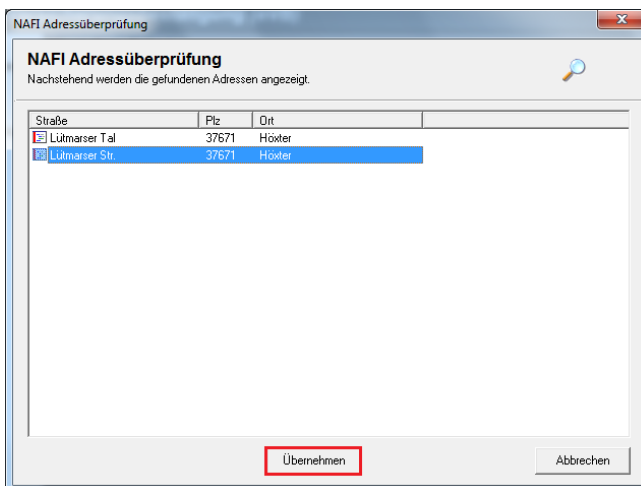 NAFI Adressüberprüfung
NAFI Adressüberprüfung
Nachstehend werden die gefundenen Adressen angezeigt.
Straße Plz Ort
Lütmarser Tal 37671 Höxter
Lütmarser Str. 37671 Höxter
Übernehmen Abbrechen